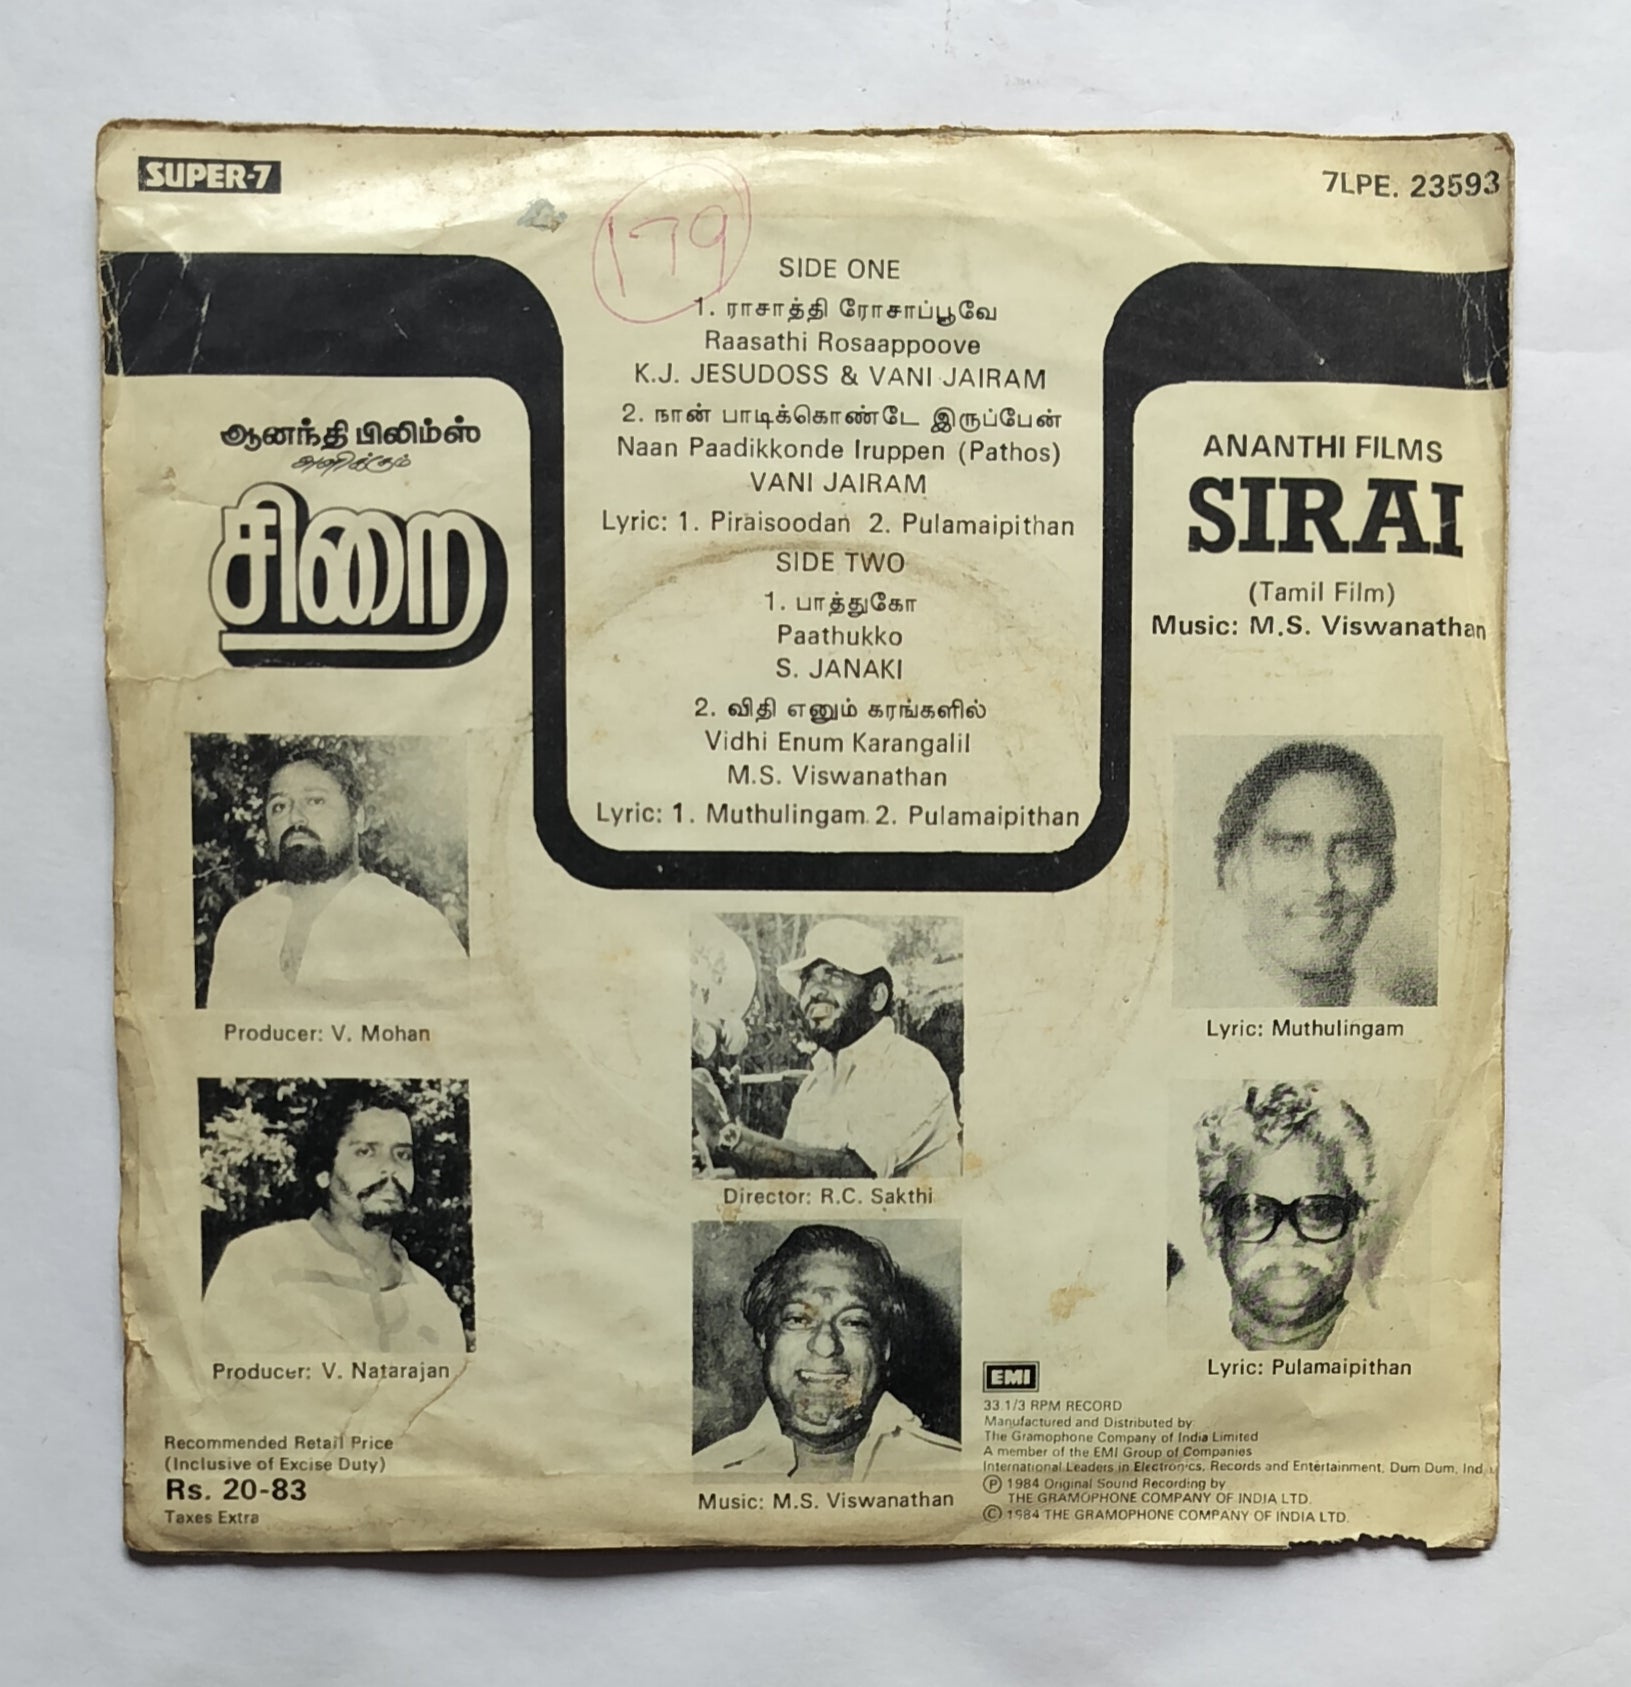 SUPER-7
7LPE. 23593
179
SIDE ONE
1. ராசாத்தி ரோசாப்பூவே
Raasathi Rosaappoove
K.J. JESUDOSS & VANI JAIRAM
2. நான் பாடிக்கொண்டே இருப்பேன்
Naan Paadikkonde Iruppen (Pathos)
VANI JAIRAM
Lyric: 1. Piraisoodan 2. Pulamaipithan
SIDE TWO
1. பாத்துகோ
Paathukko
S. JANAKI
2. விதி எனும் கரங்களில்
Vidhi Enum Karangalil
M.S. Viswanathan
Lyric: 1. Muthulingam 2. Pulamaipithan
ஆனந்தி பிலிம்ஸ்
அளிக்கும்
சிறை
ANANTHI FILMS
SIRAI
(Tamil Film)
Music: M.S. Viswanathan
Producer: V. Mohan
Lyric: Muthulingam
Director: R.C. Sakthi
Producer: V. Natarajan
Lyric: Pulamaipithan
Music: M.S. Viswanathan
Recommended Retail Price
(Inclusive of Excise Duty)
Rs. 20-83
Taxes Extra
EMI
33.1/3 RPM RECORD
Manufactured and Distributed by
The Gramophone Company of India Limited
A member of the EMI Group of Companies
International Leaders in Electronics, Records and Entertainment, Dum Dum, Ind
Ⓟ 1984 Original Sound Recording by
THE GRAMOPHONE COMPANY OF INDIA LTD.
© 1984 THE GRAMOPHONE COMPANY OF INDIA LTD.